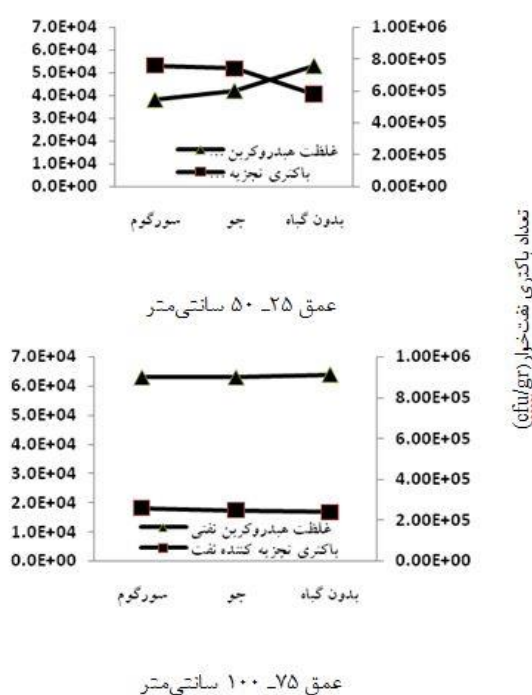 7.0E+04
6.0E+04
5.0E+04
4.0E+04
3.0E+04
2.0E+04
1.0E+04
0.0E+00
1.00E+06
8.00E+05
6.00E+05
4.00E+05
2.00E+05
0.00E+00
غلظت هیدروکربن ...
باکتری تجزیه ...
سورگوم جو بدون گیاه
عمق ۲۵ـ ۵۰ سانتی‌متر
تعداد باکتری نفت‌خوار (cfu/gr)
7.0E+04
6.0E+04
5.0E+04
4.0E+04
3.0E+04
2.0E+04
1.0E+04
0.0E+00
1.00E+06
8.00E+05
6.00E+05
4.00E+05
2.00E+05
0.00E+00
غلظت هیدروکربن نفتی
باکتری تجزیه کننده نفت
سورگوم جو بدون گیاه
عمق ۷۵ـ ۱۰۰ سانتی‌متر